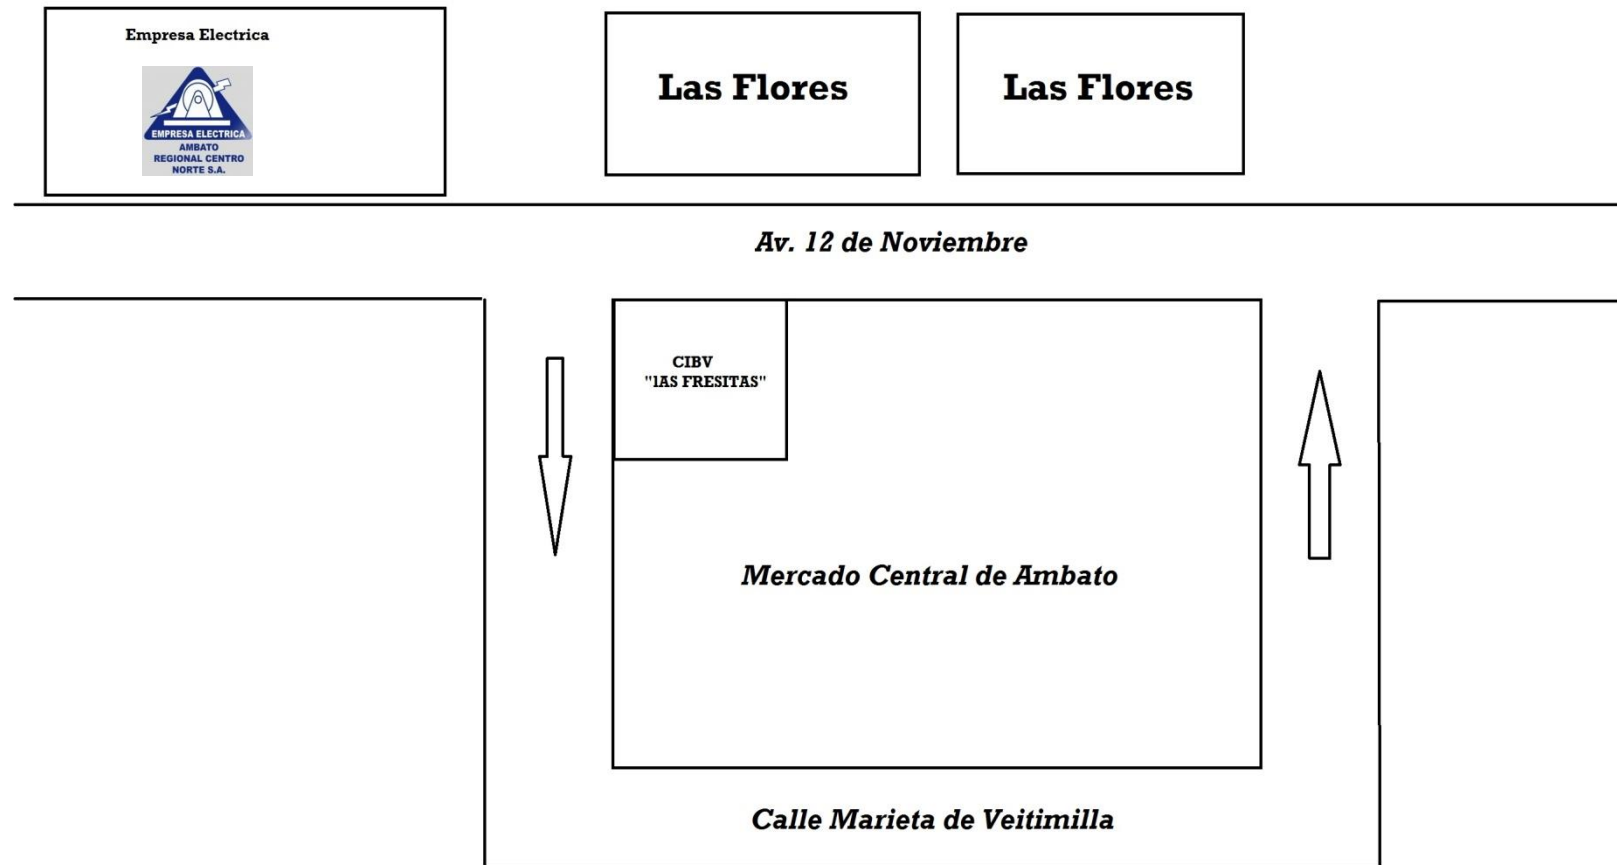 Empresa Electrica
EMPRESA ELECTRICA
AMBATO
REGIONAL CENTRO
NORTE S.A.
Las Flores
Las Flores
Av. 12 de Noviembre
CIBV
"lAS FRESITAS"
Mercado Central de Ambato
Calle Marieta de Veitimilla